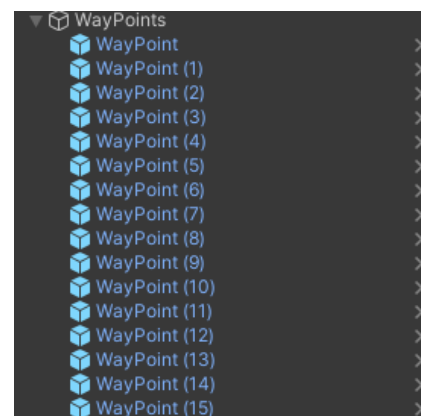 WayPoints
WayPoint
WayPoint (1)
WayPoint (2)
WayPoint (3)
WayPoint (4)
WayPoint (5)
WayPoint (6)
WayPoint (7)
WayPoint (8)
WayPoint (9)
WayPoint (10)
WayPoint (11)
WayPoint (12)
WayPoint (13)
WayPoint (14)
WayPoint (15)